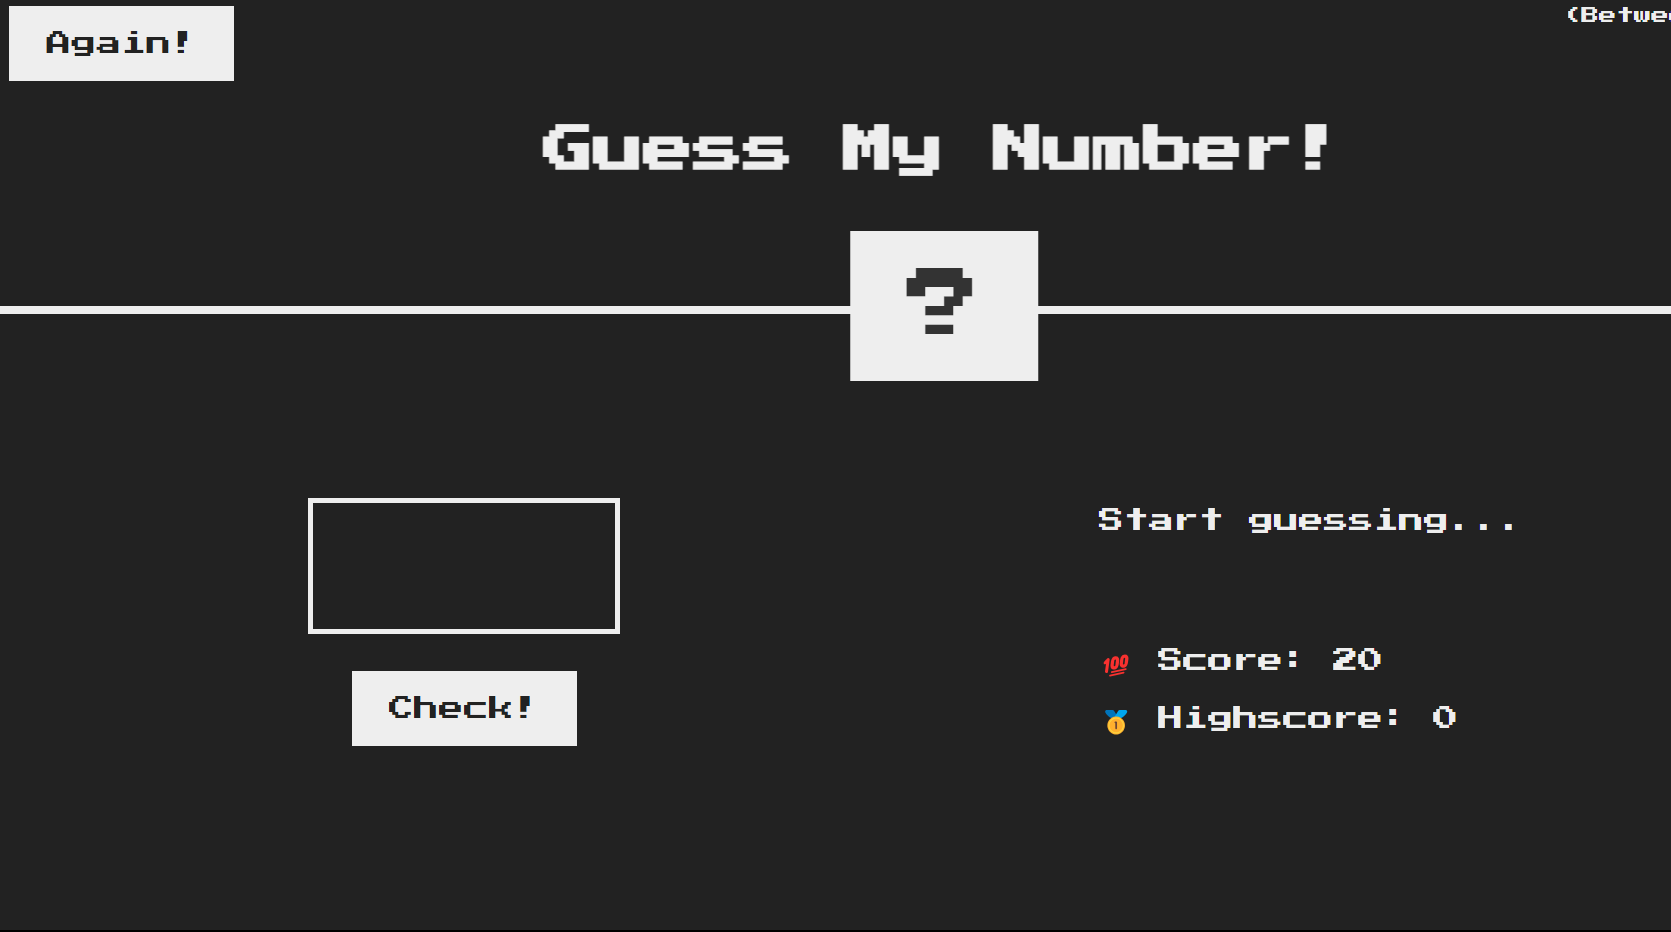 Again!
Guess My Number!
?
Start guessing...
Check!
💯 Score: 20
🥇 Highscore: 0